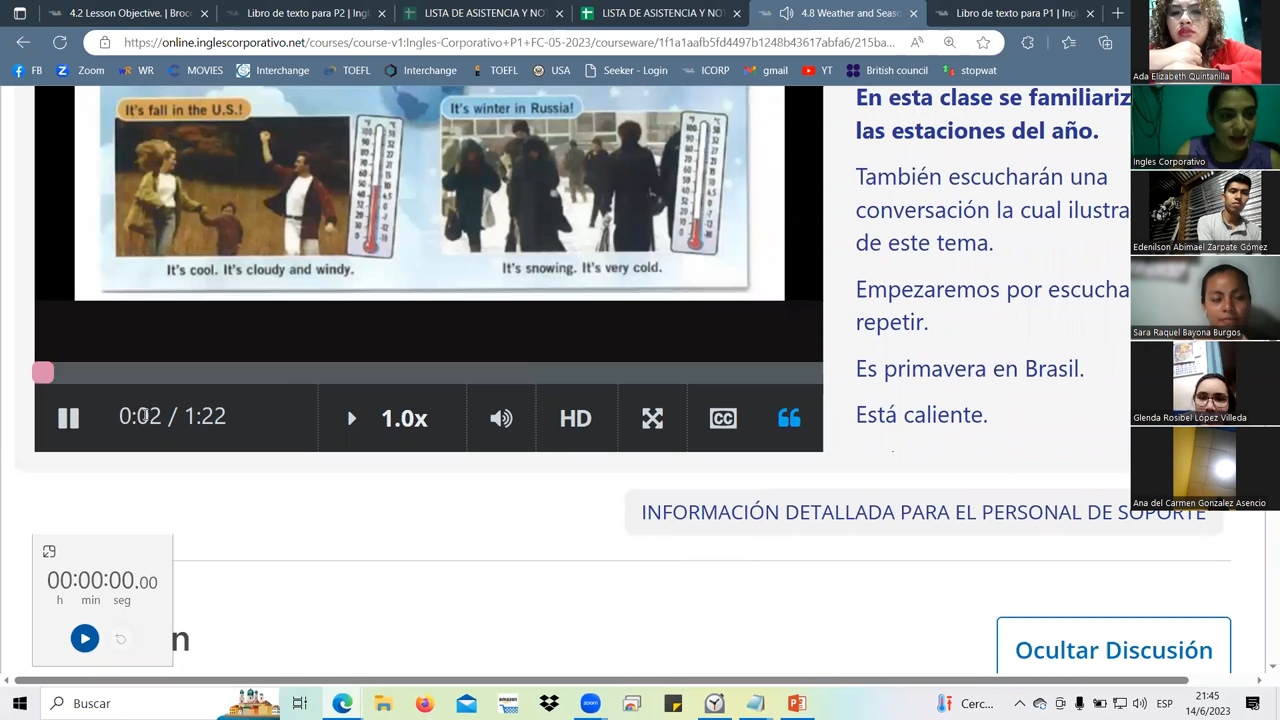 4.2 Lesson Objective. | Broce
Libro de texto para P2 | Ingl
LISTA DE ASISTENCIA Y NOT
LISTA DE ASISTENCIA Y NOT
4.8 Weather and Seaso
Libro de texto para P1 | Ingl
https://online.inglescorporativo.net/courses/course-v1:Ingles-Corporativo+P1+FC-05-2023/courseware/1f1a1aafb5fd4497b1248b43617abfa6/215ba...
FB Zoom WR MOVIES Interchange TOEFL Interchange TOEFL USA Seeker - Login ICORP gmail YT British council stopwat
It's fall in the U.S.!
It's winter in Russia!
It's cool. It's cloudy and windy.
It's snowing. It's very cold.
0:02 / 1:22
1.0x
HD
CC
En esta clase se familiariz
las estaciones del año.
También escucharán una
conversación la cual ilustra
de este tema.
Empezaremos por escucha
repetir.
Es primavera en Brasil.
Está caliente.
INFORMACIÓN DETALLADA PARA EL PERSONAL DE SOPORTE
00:00:00.00
h min seg
n
Ocultar Discusión
Ada Elizabeth Quintanilla
Ingles Corporativo
Edenilson Abimael Zarpate Gómez
Sara Raquel Bayona Burgos
Glenda Rosibel López Villeda
Ana del Carmen Gonzalez Asencio
Buscar
Cerc...
ESP
21:45
14/6/2023